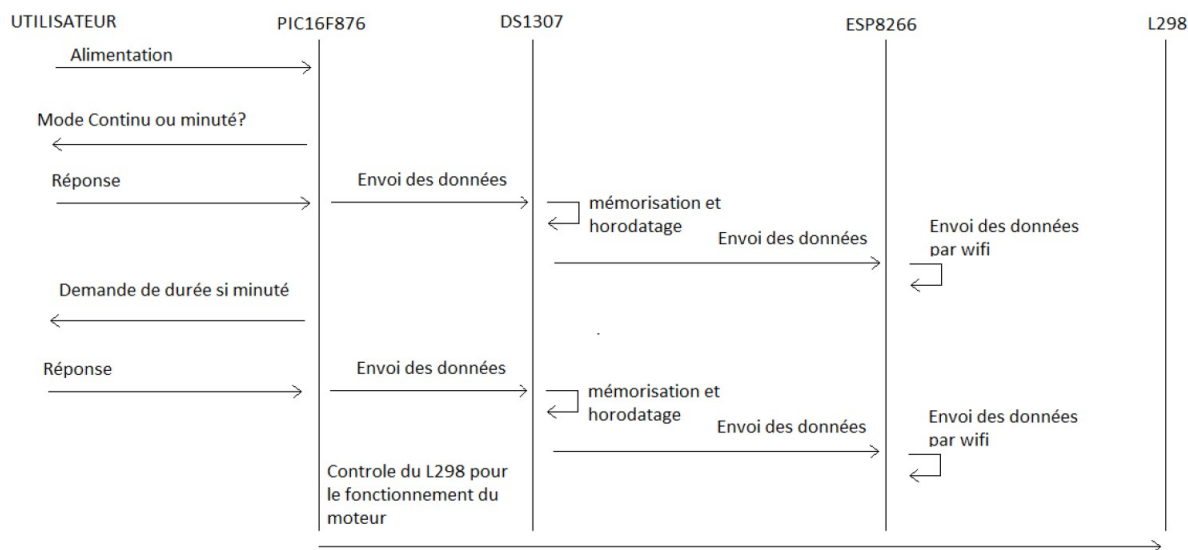 UTILISATEUR
PIC16F876
DS1307
ESP8266
L298
Alimentation
Mode Continu ou minuté?
Réponse
Envoi des données
mémorisation et
horodatage
Envoi des données
Envoi des données
par wifi
Demande de durée si minuté
Réponse
Envoi des données
mémorisation et
horodatage
Envoi des données
Envoi des données
par wifi
Controle du L298 pour
le fonctionnement du
moteur